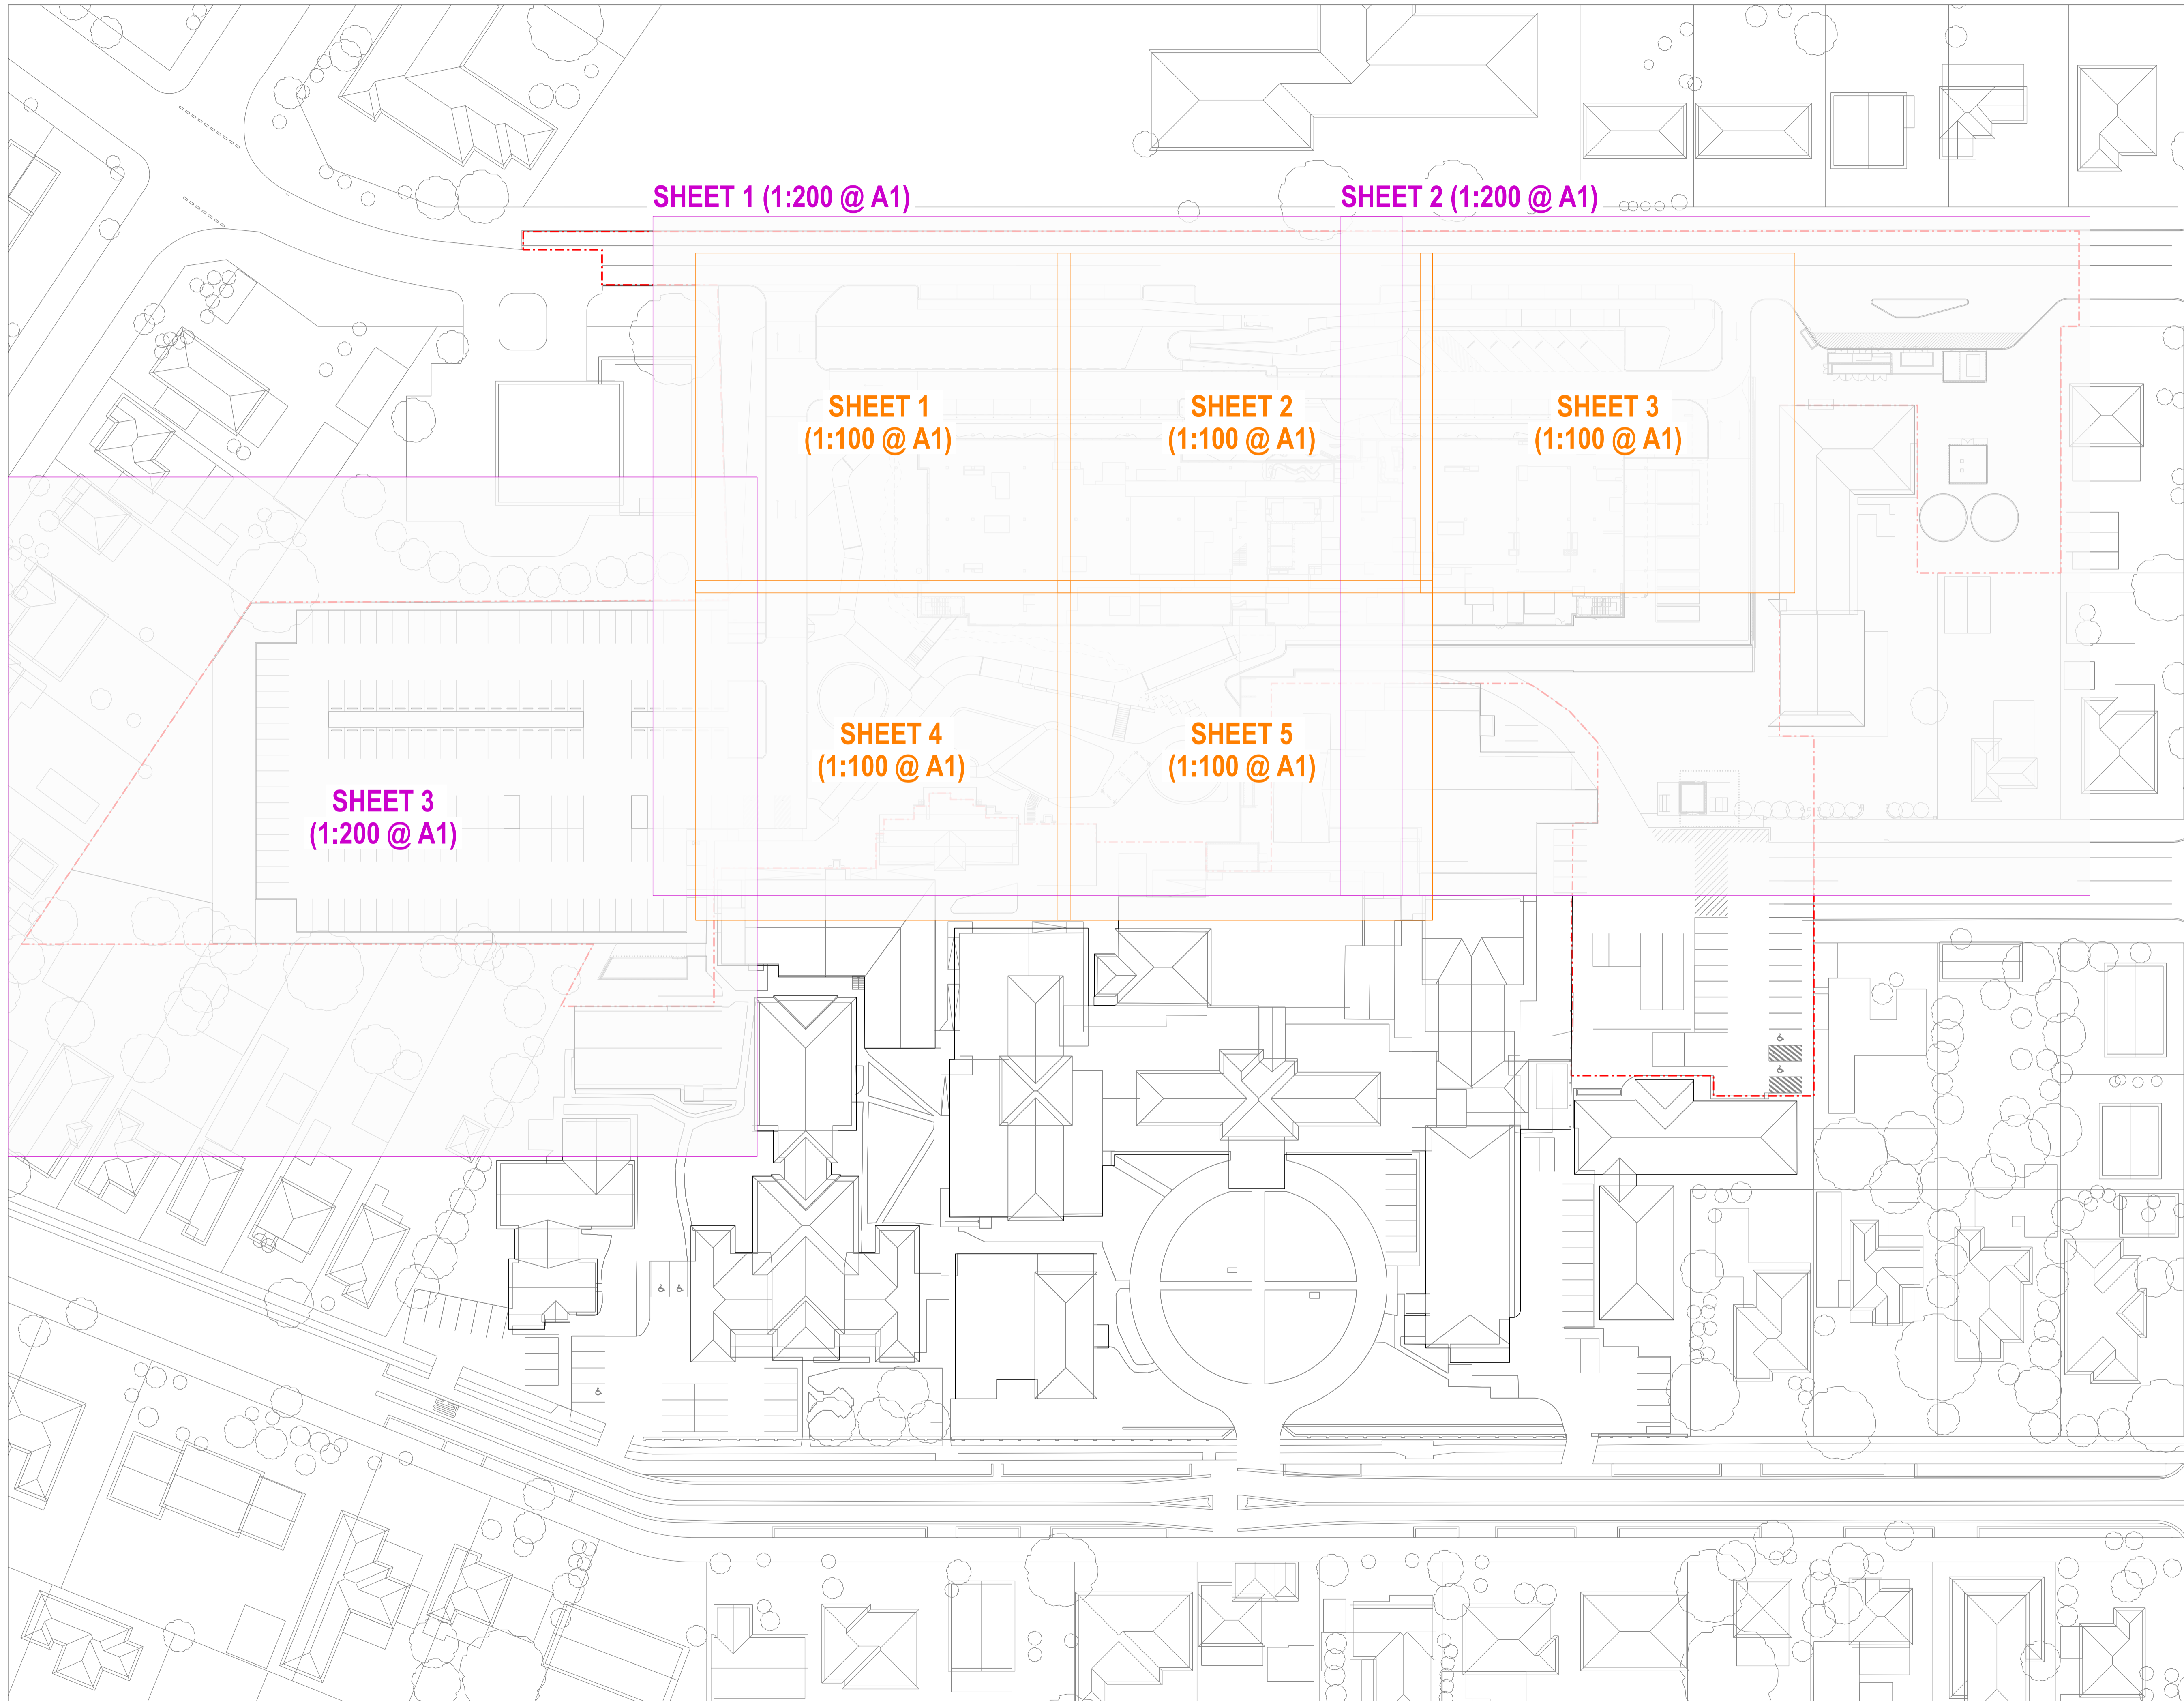 SHEET 1 (1:200 @ A1)
SHEET 2 (1:200 @ A1)
SHEET 1
(1:100 @ A1)
SHEET 2
(1:100 @ A1)
SHEET 3
(1:100 @ A1)
SHEET 4
(1:100 @ A1)
SHEET 5
(1:100 @ A1)
SHEET 3
(1:200 @ A1)